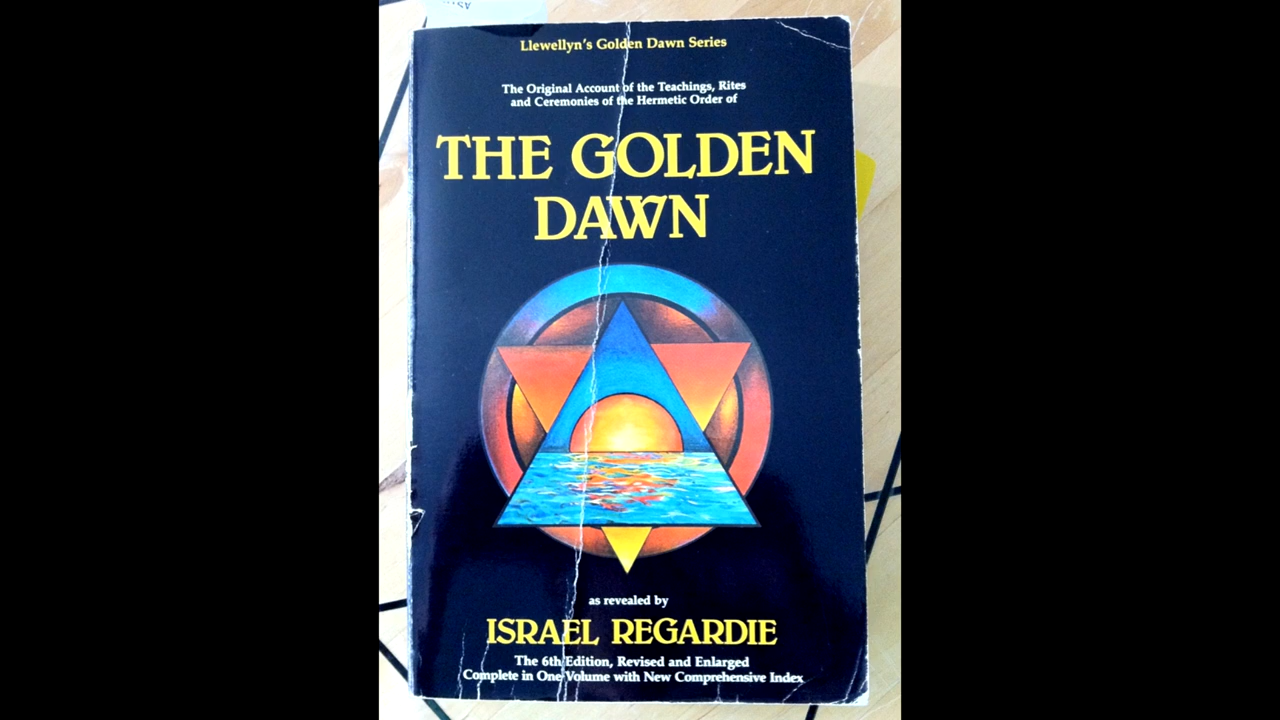 Llewellyn's Golden Dawn Series
The Original Account of the Teachings, Rites
and Ceremonies of the Hermetic Order of
THE GOLDEN
DAWN
as revealed by
ISRAEL REGARDIE
The 6th Edition, Revised and Enlarged
Complete in One Volume with New Comprehensive Index